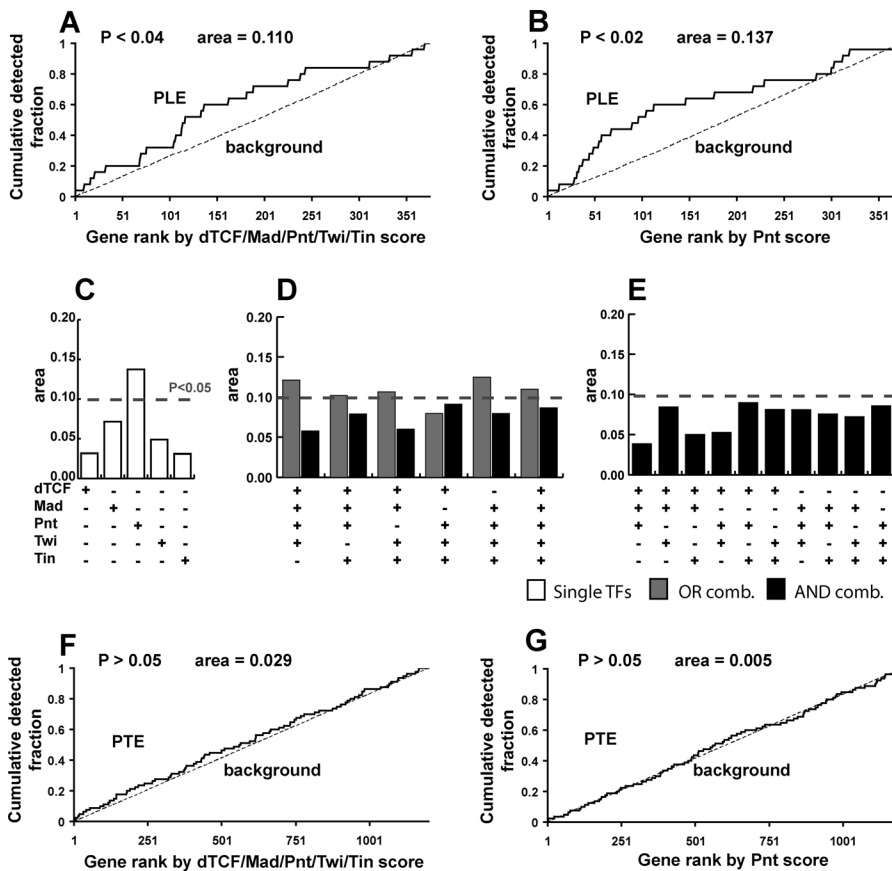 A
P < 0.04 area = 0.110
Cumulative detected
fraction
1
0.8
0.6
0.4
0.2
0
PLE
background
1 51 101 151 201 251 301 351
Gene rank by dTCF/Mad/Pnt/Twi/Tin score
B
P < 0.02 area = 0.137
Cumulative detected
fraction
1
0.8
0.6
0.4
0.2
0
PLE
background
1 51 101 151 201 251 301 351
Gene rank by Pnt score
C
area
0.20
0.15
0.10
0.05
0.00
P<0.05
dTCF + - - - -
Mad - + - - -
Pnt - - + - -
Twi - - - + -
Tin - - - - +
D
area
0.20
0.15
0.10
0.05
0.00
+ + + + - +
+ + + - + +
+ + - + + +
+ - + + + +
- + + + + +
E
area
0.20
0.15
0.10
0.05
0.00
+ + + + + + - - - -
+ + + - - - + + + -
+ - - + + - + + - +
- + - + - + + - + +
- - + - + + - + + +
Single TFs OR comb. AND comb.
F
P > 0.05 area = 0.029
Cumulative detected
fraction
1
0.8
0.6
0.4
0.2
0
PTE
background
1 251 501 751 1001
Gene rank by dTCF/Mad/Pnt/Twi/Tin score
G
P > 0.05 area = 0.005
Cumulative detected
fraction
1
0.8
0.6
0.4
0.2
0
PTE
background
1 251 501 751 1001
Gene rank by Pnt score